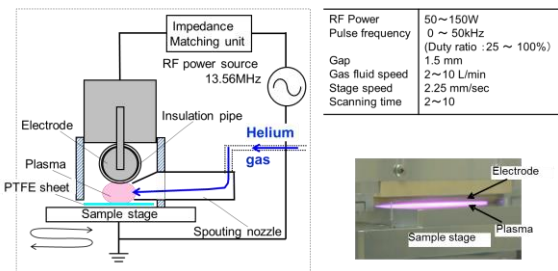 Impedance
Matching unit
RF power source
13.56MHz
Insulation pipe
Electrode
Plasma
PTFE sheet
Helium
gas
Sample stage
Spouting nozzle
RF Power 50～150W
Pulse frequency 0 ～ 50kHz
(Duty ratio :25 ～ 100%)
Gap 1.5 mm
Gas fluid speed 2～10 L/min
Stage speed 2.25 mm/sec
Scanning time 2～10
Electrode
Plasma
Sample stage